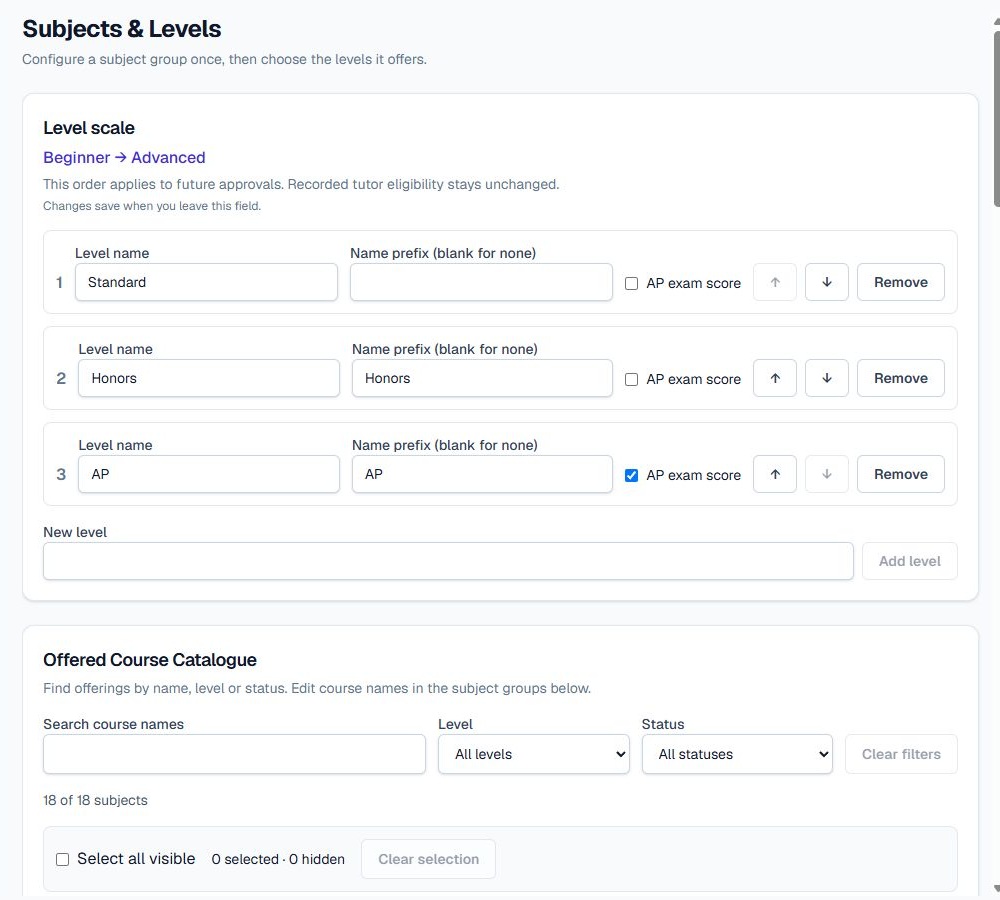 Subjects & Levels
Configure a subject group once, then choose the levels it offers.
Level scale
Beginner → Advanced
This order applies to future approvals. Recorded tutor eligibility stays unchanged.
Changes save when you leave this field.
Level name Name prefix (blank for none)
1 Standard AP exam score ↑ ↓ Remove
Level name Name prefix (blank for none)
2 Honors Honors AP exam score ↑ ↓ Remove
Level name Name prefix (blank for none)
3 AP AP AP exam score ↑ ↓ Remove
New level
Add level
Offered Course Catalogue
Find offerings by name, level or status. Edit course names in the subject groups below.
Search course names Level Status
All levels All statuses Clear filters
18 of 18 subjects
Select all visible 0 selected · 0 hidden Clear selection